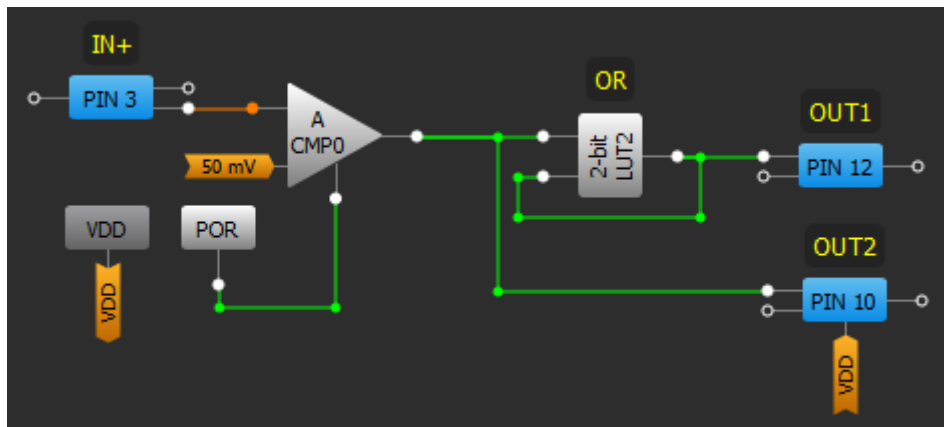 IN+
PIN 3
A
CMP0
50 mV
VDD
VDD
POR
OR
2-bit
LUT2
OUT1
PIN 12
OUT2
PIN 10
VDD